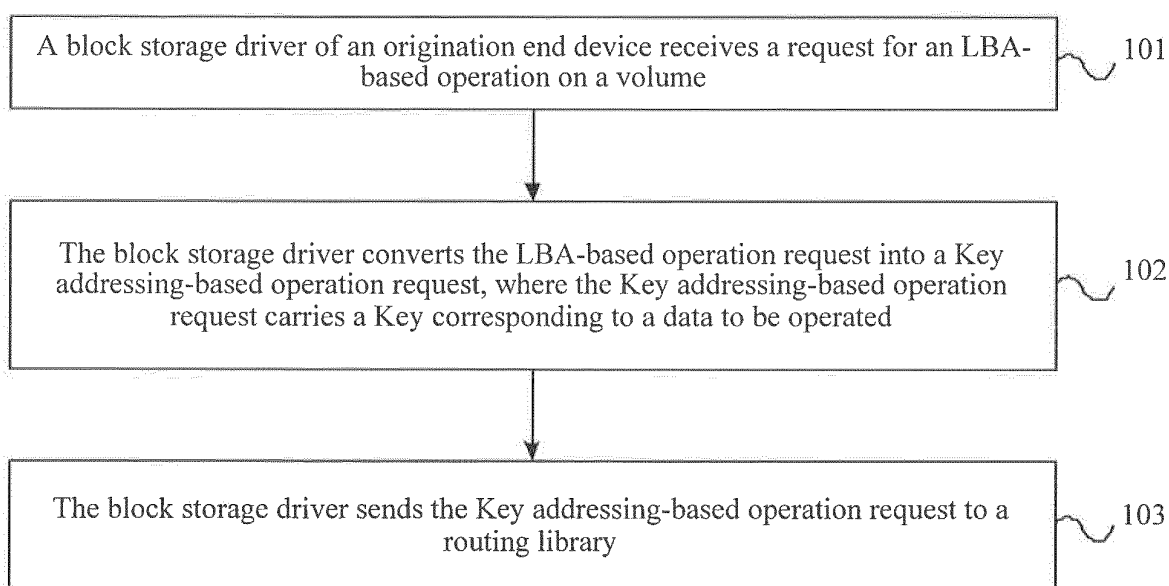 A block storage driver of an origination end device receives a request for an LBA-
based operation on a volume
101
The block storage driver converts the LBA-based operation request into a Key
addressing-based operation request, where the Key addressing-based operation
request carries a Key corresponding to a data to be operated
102
The block storage driver sends the Key addressing-based operation request to a
routing library
103